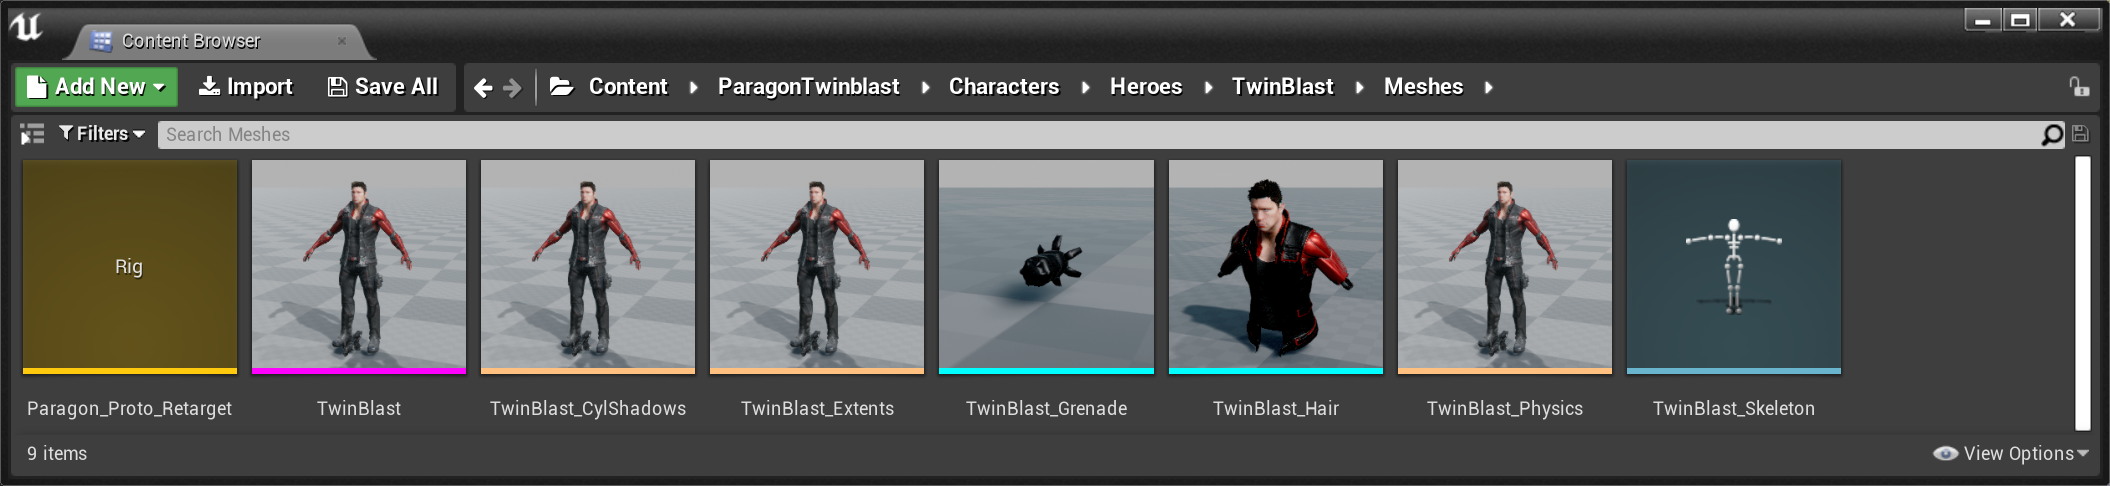 Content Browser
Add New Import Save All Content ParagonTwinblast Characters Heroes TwinBlast Meshes
Filters Search Meshes
Rig
Paragon_Proto_Retarget TwinBlast TwinBlast_CylShadows TwinBlast_Extents TwinBlast_Grenade TwinBlast_Hair TwinBlast_Physics TwinBlast_Skeleton
9 items View Options